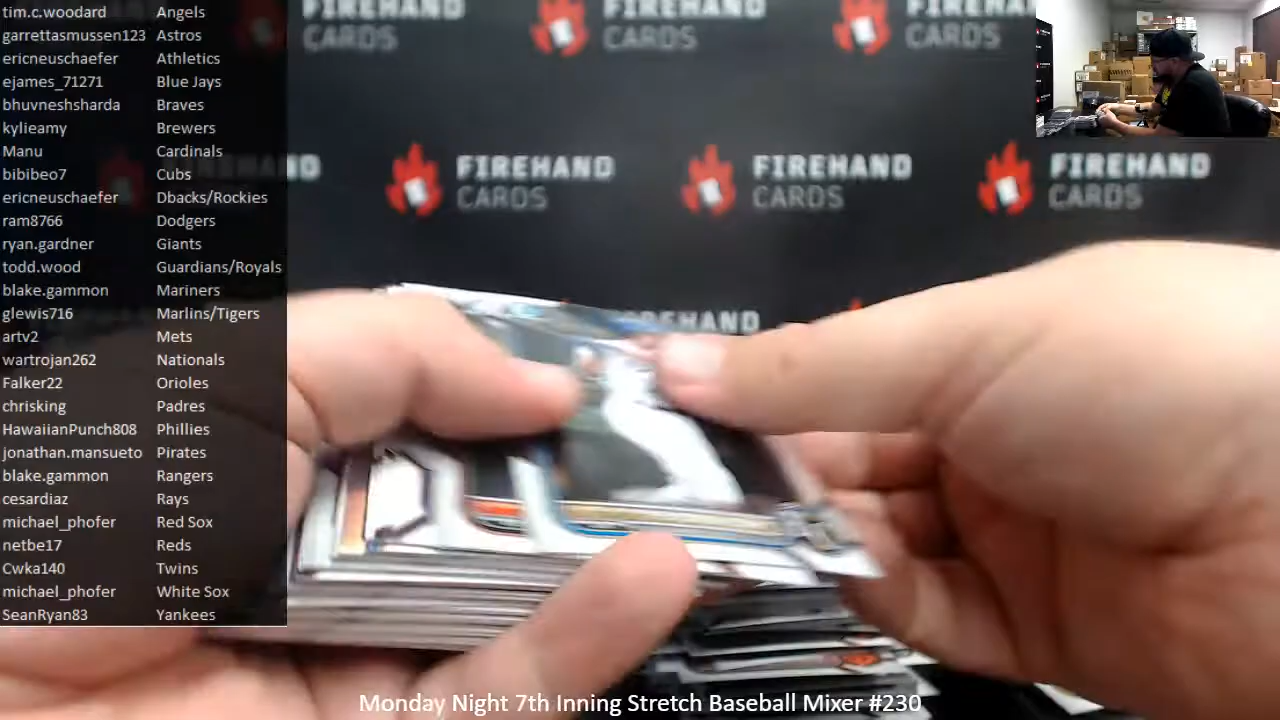 tim.c.woodard Angels
garrettasmussen123 Astros
ericneuschaefer Athletics
ejames_71271 Blue Jays
bhuvneshsharda Braves
kylieamy Brewers
Manu Cardinals
bibibeo7 Cubs
ericneuschaefer Dbacks/Rockies
ram8766 Dodgers
ryan.gardner Giants
todd.wood Guardians/Royals
blake.gammon Mariners
glewis716 Marlins/Tigers
artv2 Mets
wartrojan262 Nationals
Falker22 Orioles
chrisking Padres
HawaiianPunch808 Phillies
jonathan.mansueto Pirates
blake.gammon Rangers
cesardiaz Rays
michael_phofer Red Sox
netbe17 Reds
Cwka140 Twins
michael_phofer White Sox
SeanRyan83 Yankees
FIREHAND
CARDS
FIREHAND
CARDS
CARDS
FIREHAND
CARDS
FIREHAND
CARDS
FIREHAND
CARDS
Monday Night 7th Inning Stretch Baseball Mixer #230